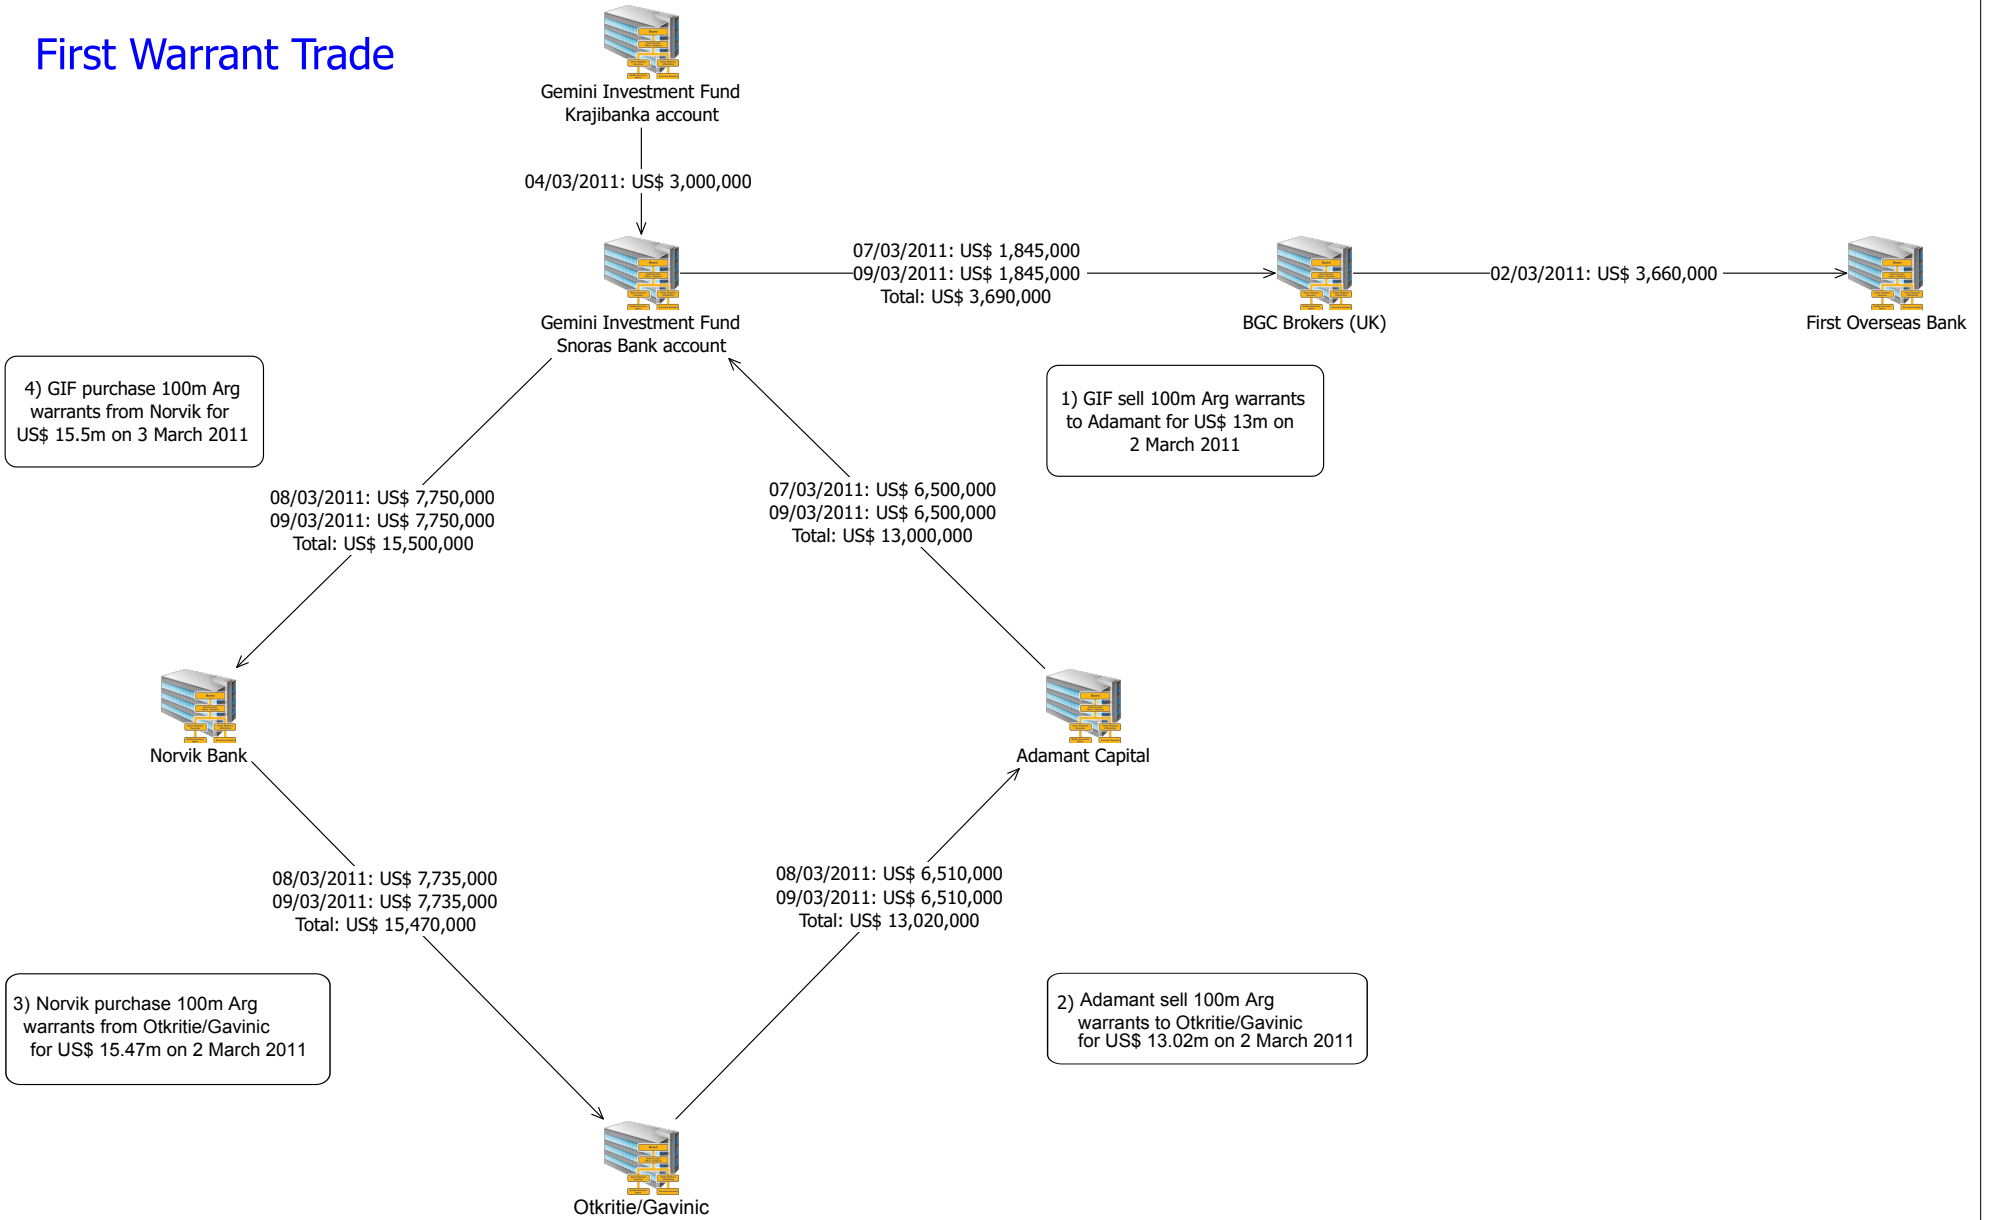 First Warrant Trade
Gemini Investment Fund
Krajibanka account
04/03/2011: US$ 3,000,000
07/03/2011: US$ 1,845,000
09/03/2011: US$ 1,845,000
Total: US$ 3,690,000
02/03/2011: US$ 3,660,000
Gemini Investment Fund
Snoras Bank account
BGC Brokers (UK)
First Overseas Bank
4) GIF purchase 100m Arg
warrants from Norvik for
US$ 15.5m on 3 March 2011
1) GIF sell 100m Arg warrants
to Adamant for US$ 13m on
2 March 2011
08/03/2011: US$ 7,750,000
09/03/2011: US$ 7,750,000
Total: US$ 15,500,000
07/03/2011: US$ 6,500,000
09/03/2011: US$ 6,500,000
Total: US$ 13,000,000
Norvik Bank
Adamant Capital
08/03/2011: US$ 7,735,000
09/03/2011: US$ 7,735,000
Total: US$ 15,470,000
08/03/2011: US$ 6,510,000
09/03/2011: US$ 6,510,000
Total: US$ 13,020,000
3) Norvik purchase 100m Arg
warrants from Otkritie/Gavinic
for US$ 15.47m on 2 March 2011
2) Adamant sell 100m Arg
warrants to Otkritie/Gavinic
for US$ 13.02m on 2 March 2011
Otkritie/Gavinic